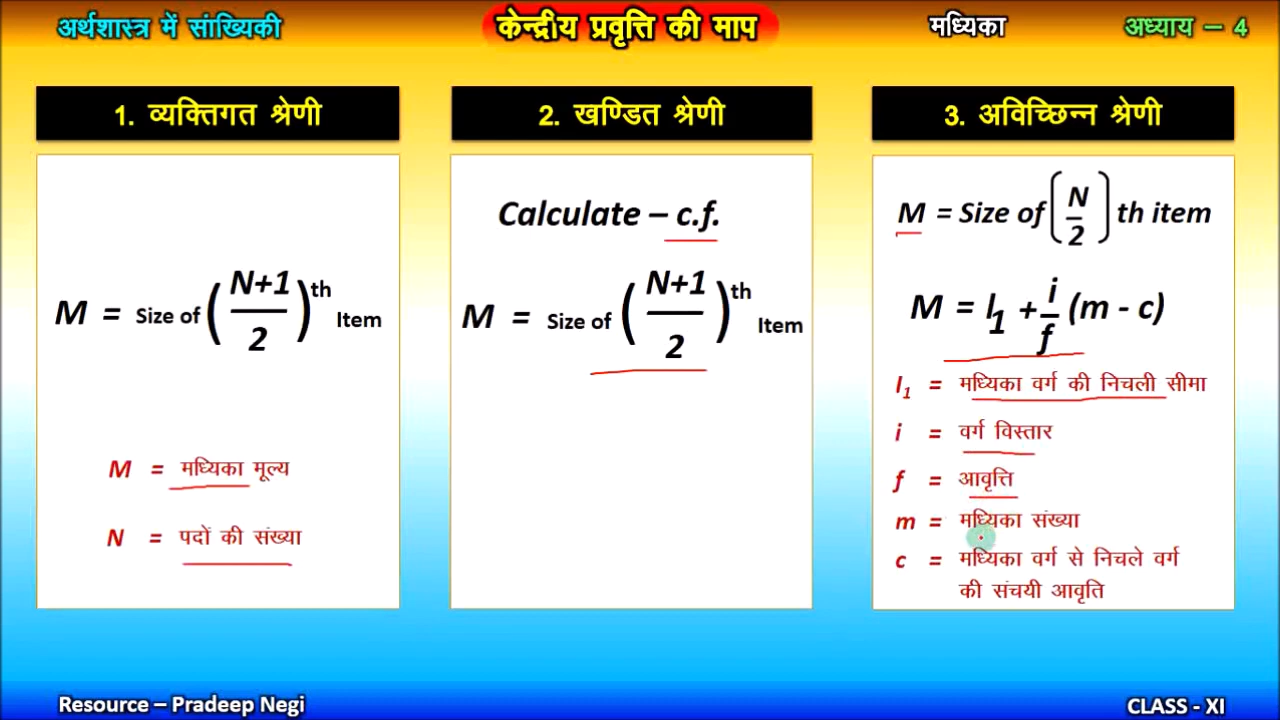 अर्थशास्त्र में सांख्यिकी
केन्द्रीय प्रवृत्ति की माप
मध्यिका
अध्याय – 4
1. व्यक्तिगत श्रेणी
M = Size of (N+1/2)th Item
M = मध्यिका मूल्य
N = पदों की संख्या
2. खण्डित श्रेणी
Calculate – c.f.
M = Size of (N+1/2)th Item
3. अविच्छिन्न श्रेणी
M = Size of (N/2) th item
M = l1 + i/f (m - c)
l1 = मध्यिका वर्ग की निचली सीमा
i = वर्ग विस्तार
f = आवृत्ति
m = मध्यिका संख्या
c = मध्यिका वर्ग से निचले वर्ग
की संचयी आवृति
Resource – Pradeep Negi
CLASS - XI